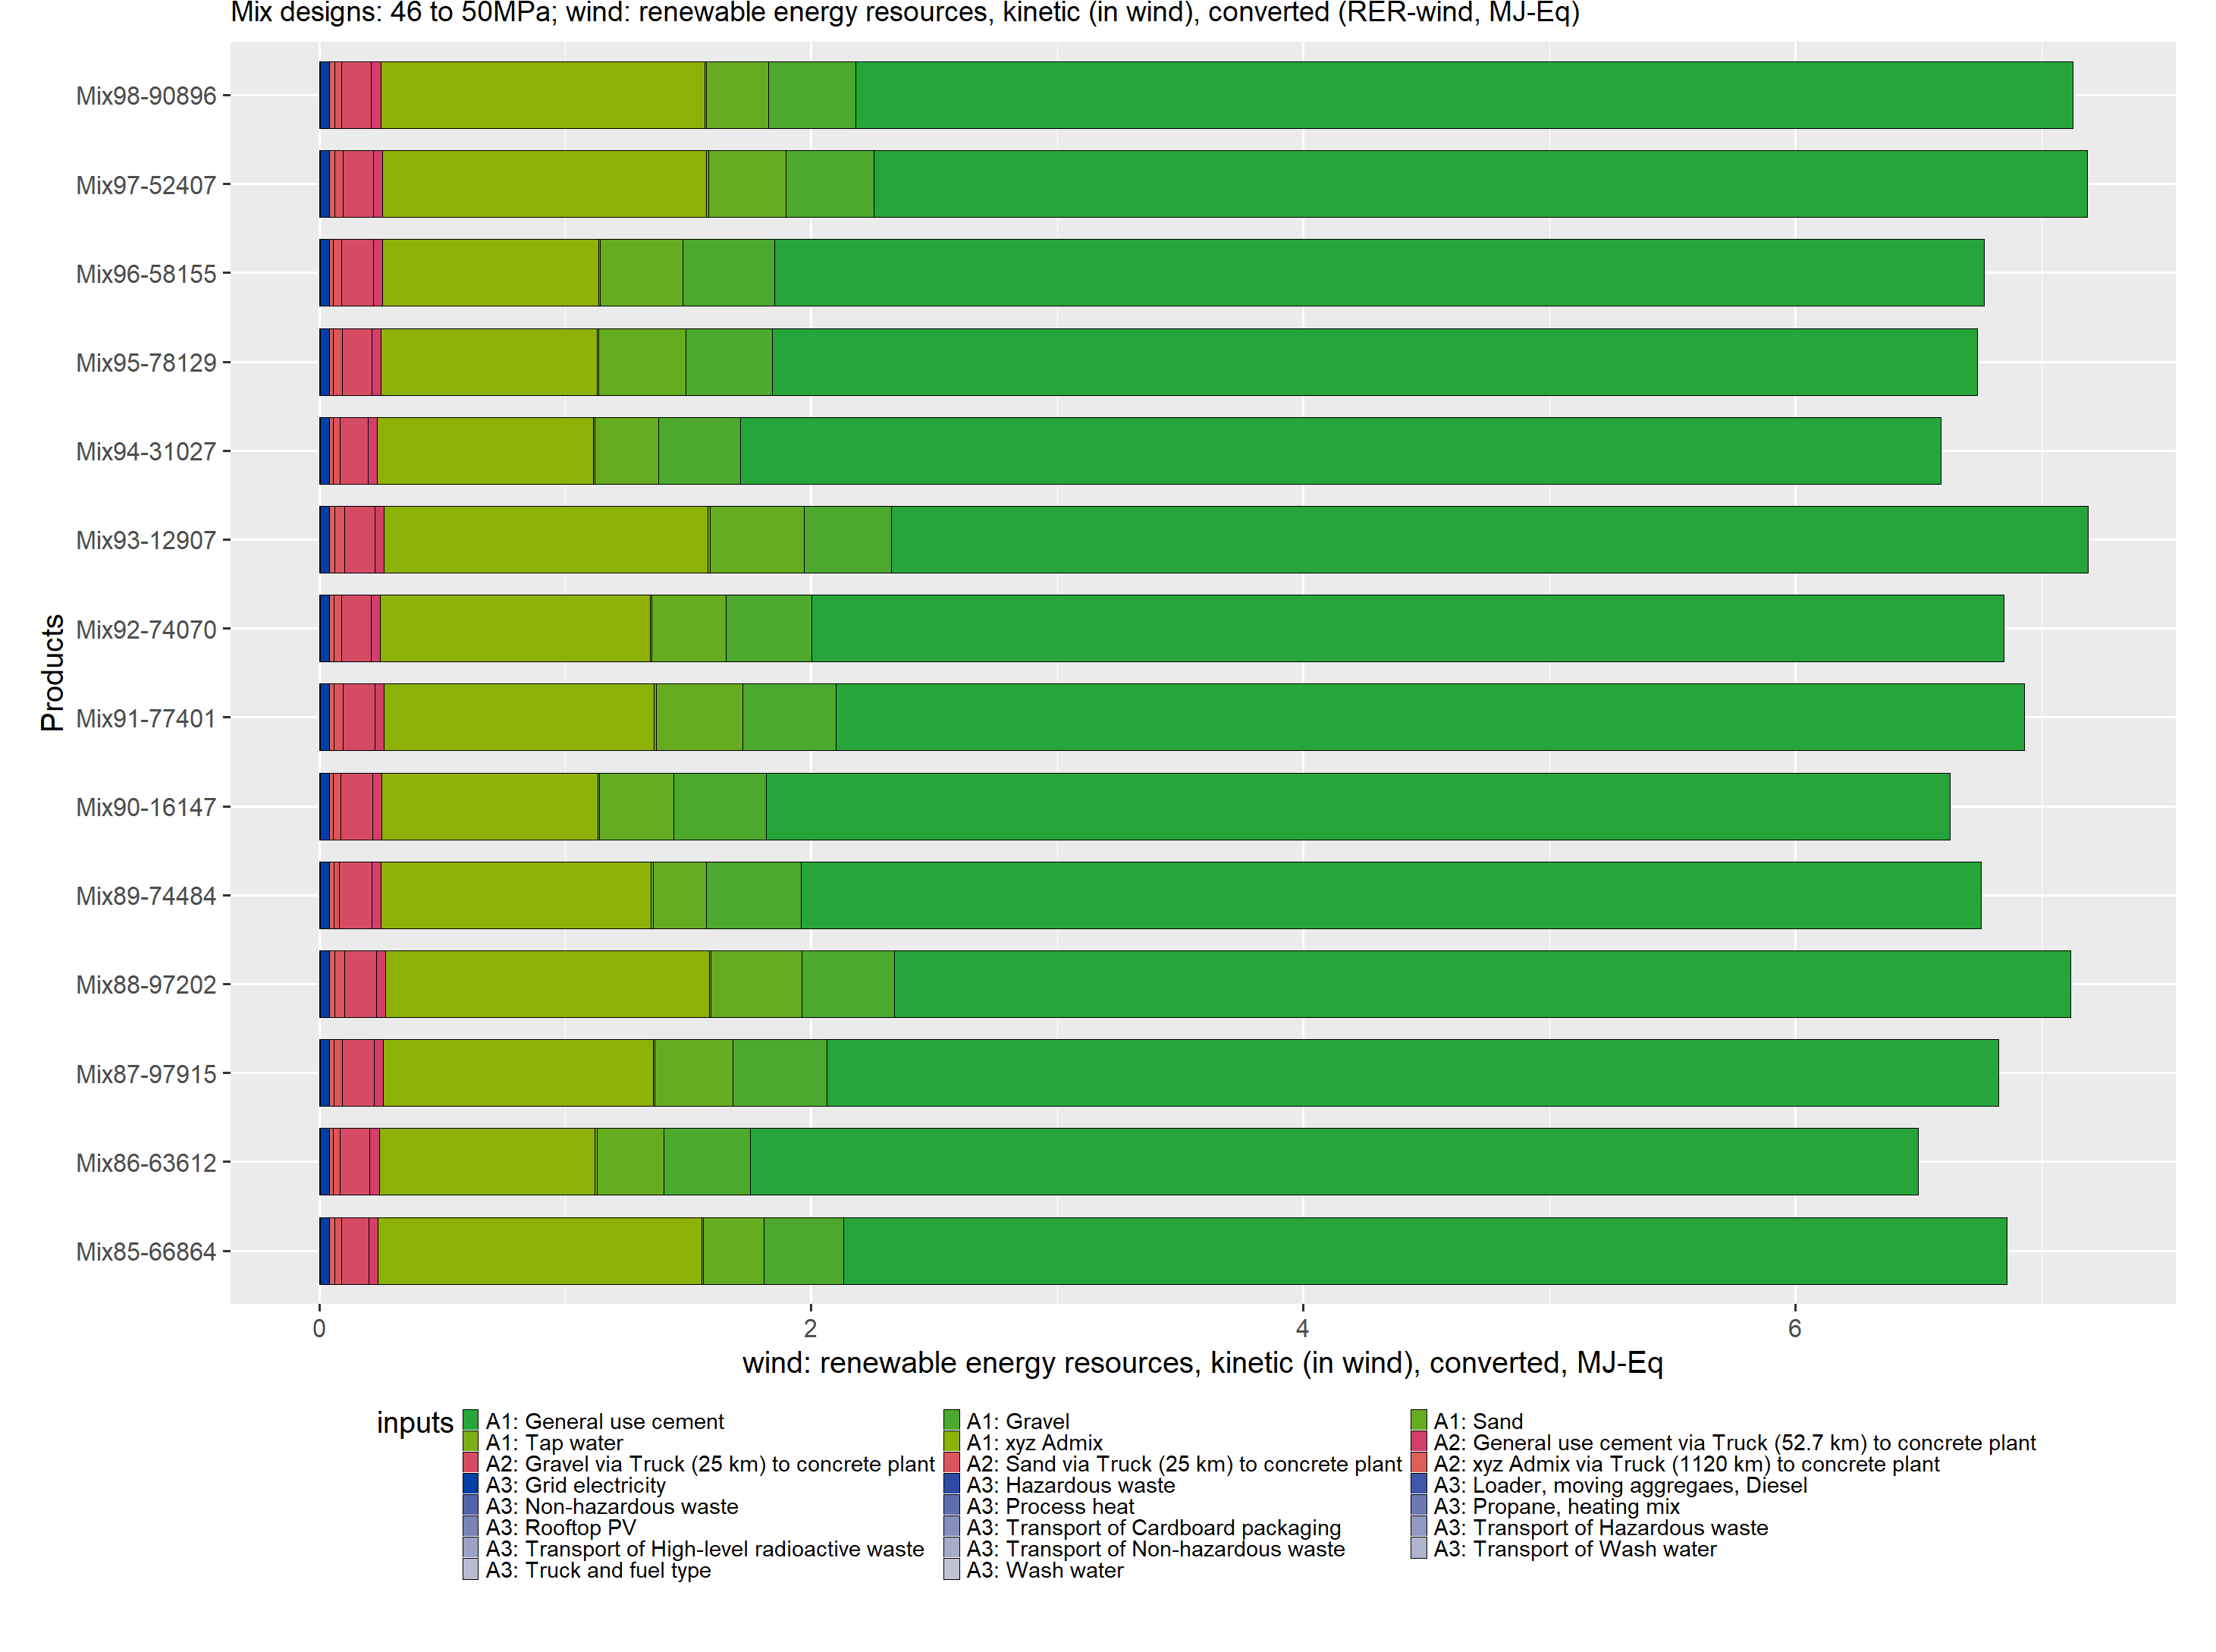 Mix designs: 46 to 50MPa; wind: renewable energy resources, kinetic (in wind), converted (RER-wind, MJ-Eq)
Mix98-90896
Mix97-52407
Mix96-58155
Mix95-78129
Mix94-31027
Mix93-12907
Mix92-74070
Mix91-77401
Mix90-16147
Mix89-74484
Mix88-97202
Mix87-97915
Mix86-63612
Mix85-66864
Products
0 2 4 6
wind: renewable energy resources, kinetic (in wind), converted, MJ-Eq
inputs
A1: General use cement A1: Gravel A1: Sand
A1: Tap water A1: xyz Admix A2: General use cement via Truck (52.7 km) to concrete plant
A2: Gravel via Truck (25 km) to concrete plant A2: Sand via Truck (25 km) to concrete plant A2: xyz Admix via Truck (1120 km) to concrete plant
A3: Grid electricity A3: Hazardous waste A3: Loader, moving aggregaes, Diesel
A3: Non-hazardous waste A3: Process heat A3: Propane, heating mix
A3: Rooftop PV A3: Transport of Cardboard packaging A3: Transport of Hazardous waste
A3: Transport of High-level radioactive waste A3: Transport of Non-hazardous waste A3: Transport of Wash water
A3: Truck and fuel type A3: Wash water